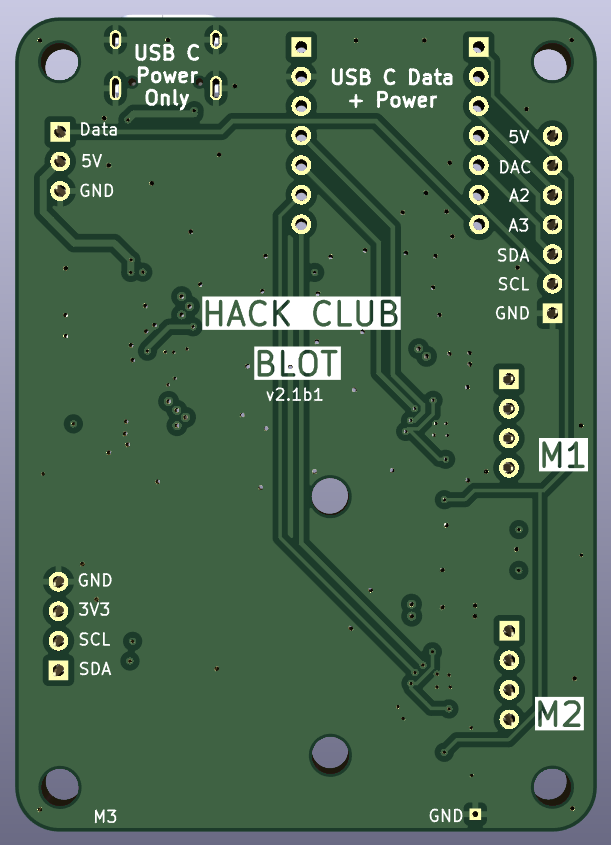 USB C
Power
Only
USB C Data
+ Power
Data
5V
GND
5V
DAC
A2
A3
SDA
SCL
GND
HACK CLUB
BLOT
v2.1b1
M1
GND
3V3
SCL
SDA
M2
M3
GND